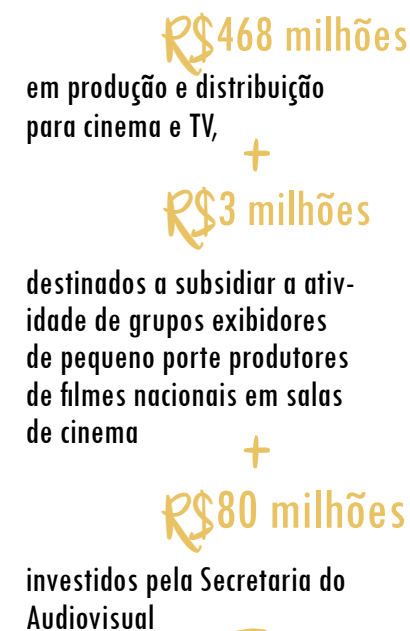 R$468 milhões
em produção e distribuição
para cinema e TV,
+
R$3 milhões
destinados a subsidiar a ativ-
idade de grupos exibidores
de pequeno porte produtores
de filmes nacionais em salas
de cinema
+
R$80 milhões
investidos pela Secretaria do
Audiovisual